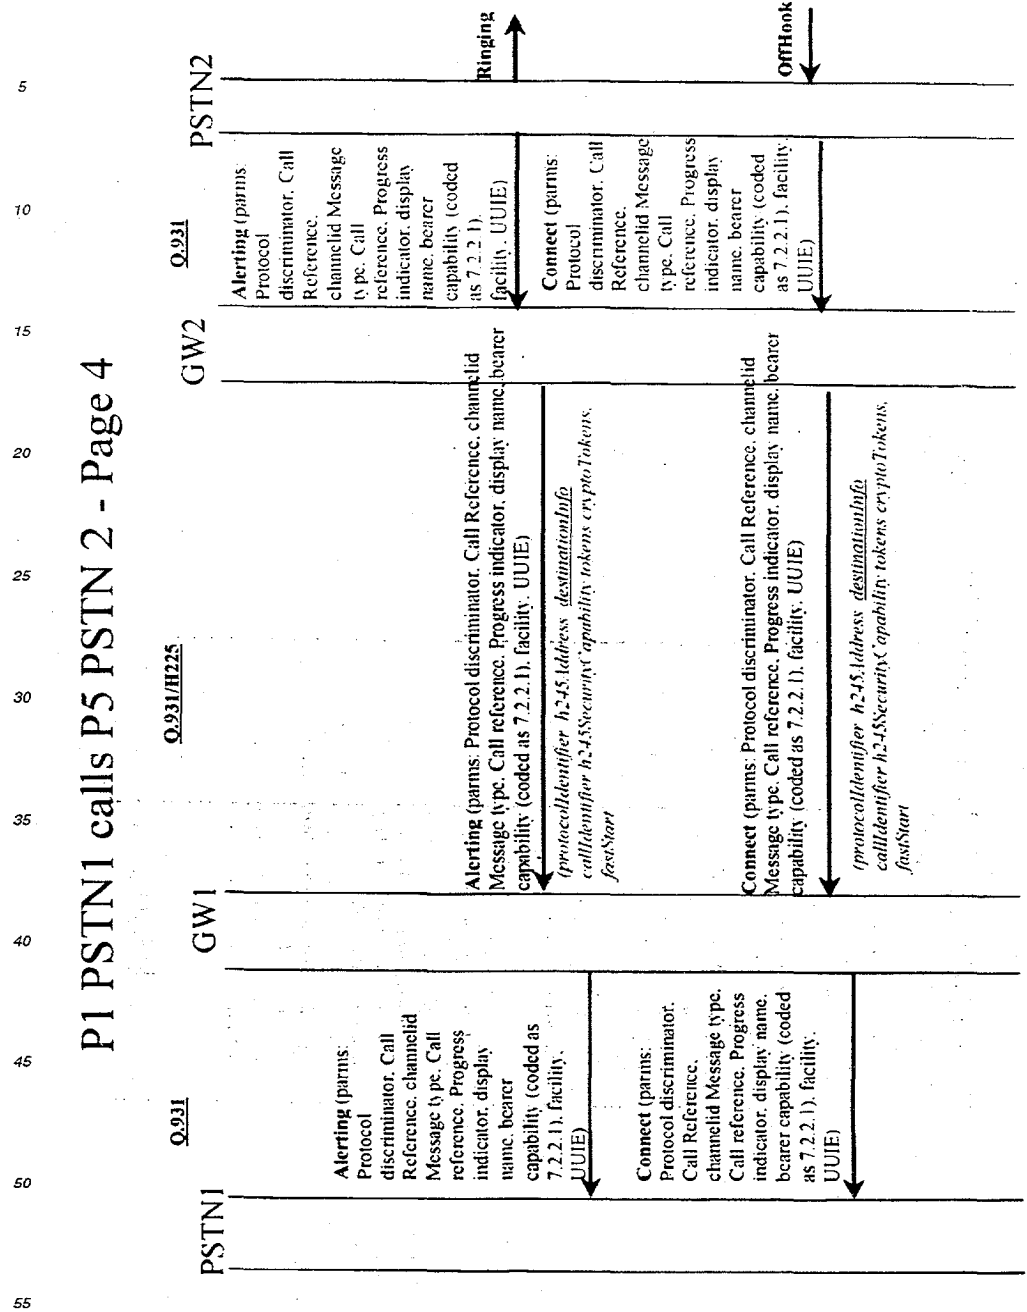 P1 PSTN1 calls P5 PSTN 2 - Page 4
PSTN1
GW1
GW2
PSTN2
Q.931
Q.931/H225
Q.931
Alerting (parms:
Protocol
discriminator, Call
Reference, channelid
Message type, Call
reference, Progress
indicator, display
name, bearer
capability (coded as
7.2.2.1), facility,
UUIE)
Alerting (parms: Protocol discriminator, Call Reference, channelid
Message type, Call reference, Progress indicator, display name, bearer
capability (coded as 7.2.2.1), facility, UUIE)
(protocolIdentifier h245Address destinationInfo
callIdentifier h245SecurityCapability tokens cryptoTokens,
fastStart
Alerting (parms:
Protocol
discriminator, Call
Reference,
channelid Message
type, Call
reference, Progress
indicator, display
name, bearer
capability (coded
as 7.2.2.1),
facility, UUIE)
Ringing
Connect (parms:
Protocol discriminator,
Call Reference,
channelid Message type,
Call reference, Progress
indicator, display name,
bearer capability (coded
as 7.2.2.1), facility,
UUIE)
Connect (parms: Protocol discriminator, Call Reference, channelid
Message type, Call reference, Progress indicator, display name, bearer
capability (coded as 7.2.2.1), facility, UUIE)
(protocolIdentifier h245Address destinationInfo
callIdentifier h245SecurityCapability tokens cryptoTokens,
fastStart
Connect (parms:
Protocol
discriminator, Call
Reference,
channelid Message
type, Call
reference, Progress
indicator, display
name, bearer
capability (coded
as 7.2.2.1), facility,
UUIE)
OffHook
5
10
15
20
25
30
35
40
45
50
55